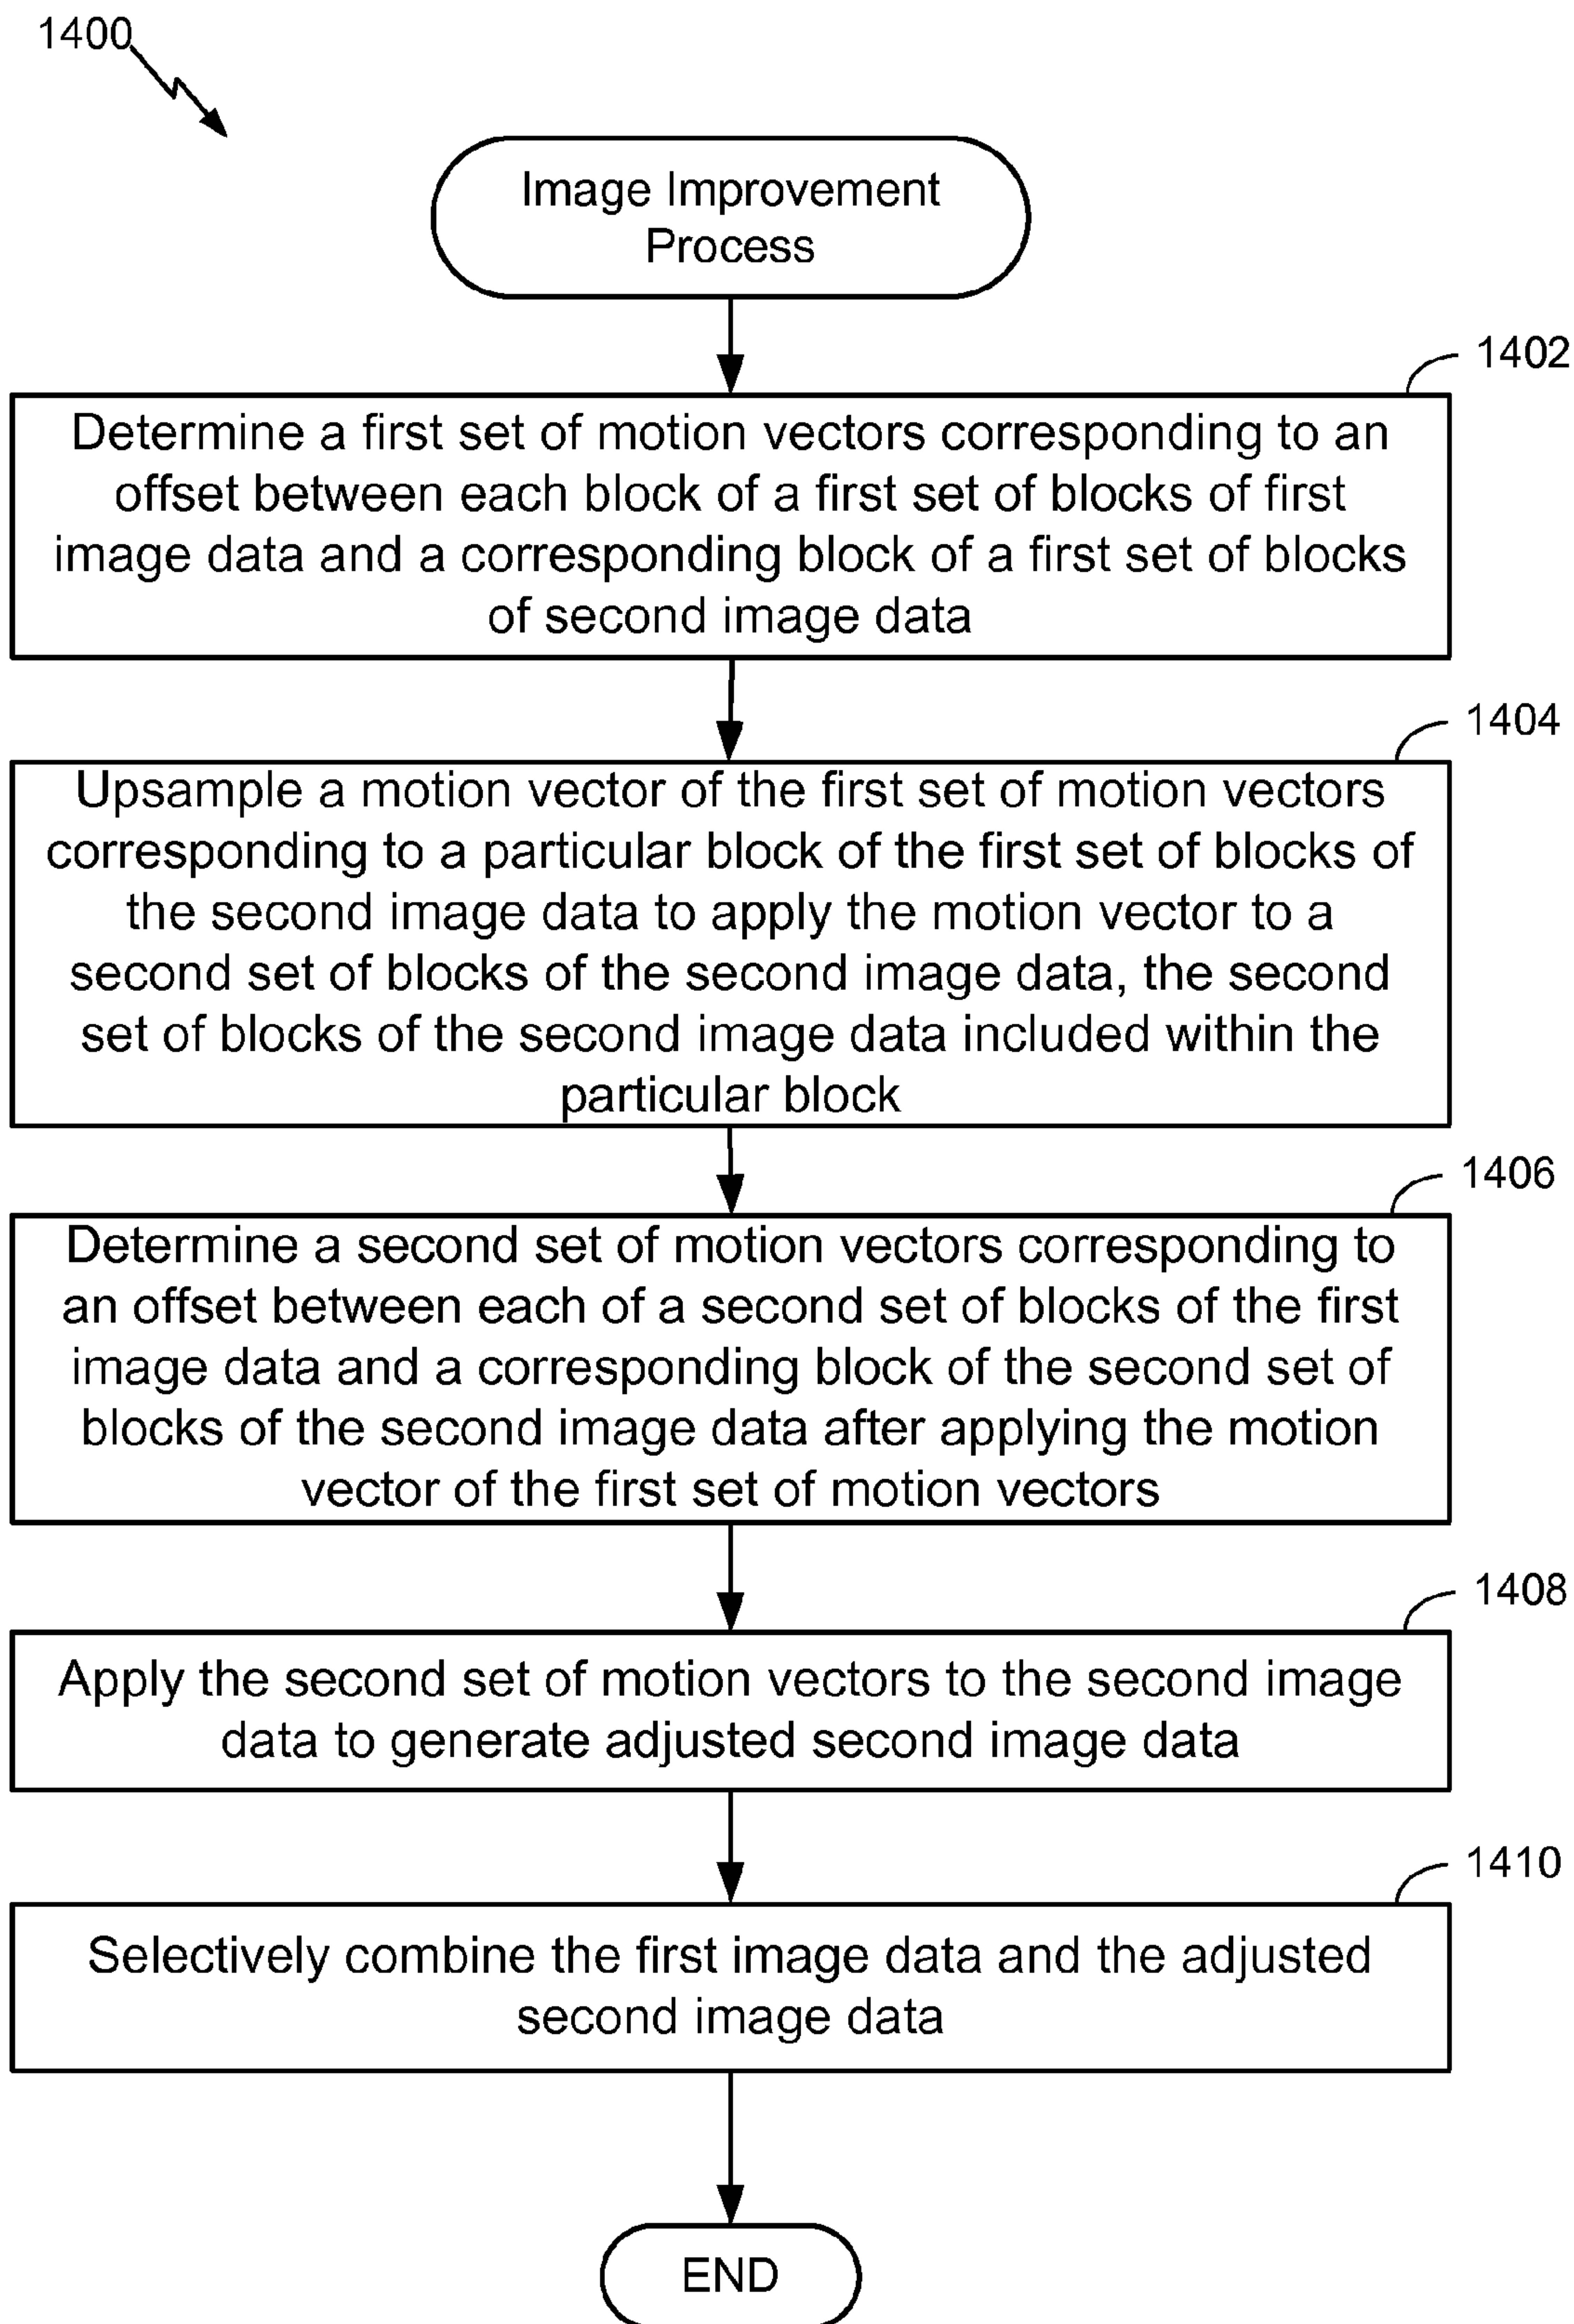 1400
Image Improvement
Process
1402
Determine a first set of motion vectors corresponding to an
offset between each block of a first set of blocks of first
image data and a corresponding block of a first set of blocks
of second image data
1404
Upsample a motion vector of the first set of motion vectors
corresponding to a particular block of the first set of blocks of
the second image data to apply the motion vector to a
second set of blocks of the second image data, the second
set of blocks of the second image data included within the
particular block
1406
Determine a second set of motion vectors corresponding to
an offset between each of a second set of blocks of the first
image data and a corresponding block of the second set of
blocks of the second image data after applying the motion
vector of the first set of motion vectors
1408
Apply the second set of motion vectors to the second image
data to generate adjusted second image data
1410
Selectively combine the first image data and the adjusted
second image data
END